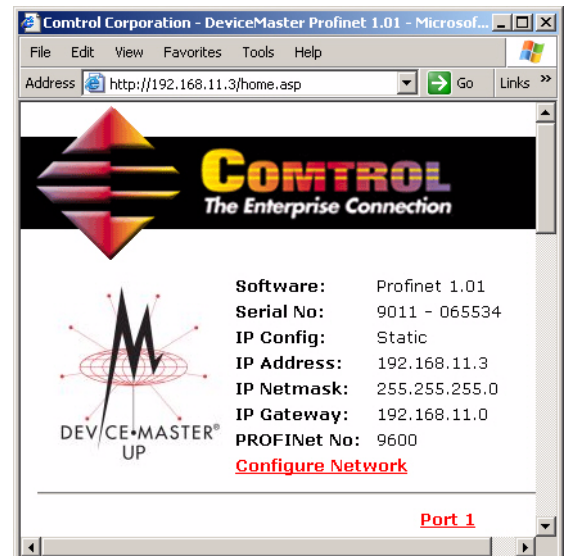 Comtrol Corporation - DeviceMaster Profinet 1.01 - Microsof...
File Edit View Favorites Tools Help
Address http://192.168.11.3/home.asp Go Links »
COMTROL
The Enterprise Connection
Software: Profinet 1.01
Serial No: 9011 - 065534
IP Config: Static
IP Address: 192.168.11.3
IP Netmask: 255.255.255.0
IP Gateway: 192.168.11.0
PROFINet No: 9600
Configure Network
M
DEVICE•MASTER®
UP
Port 1